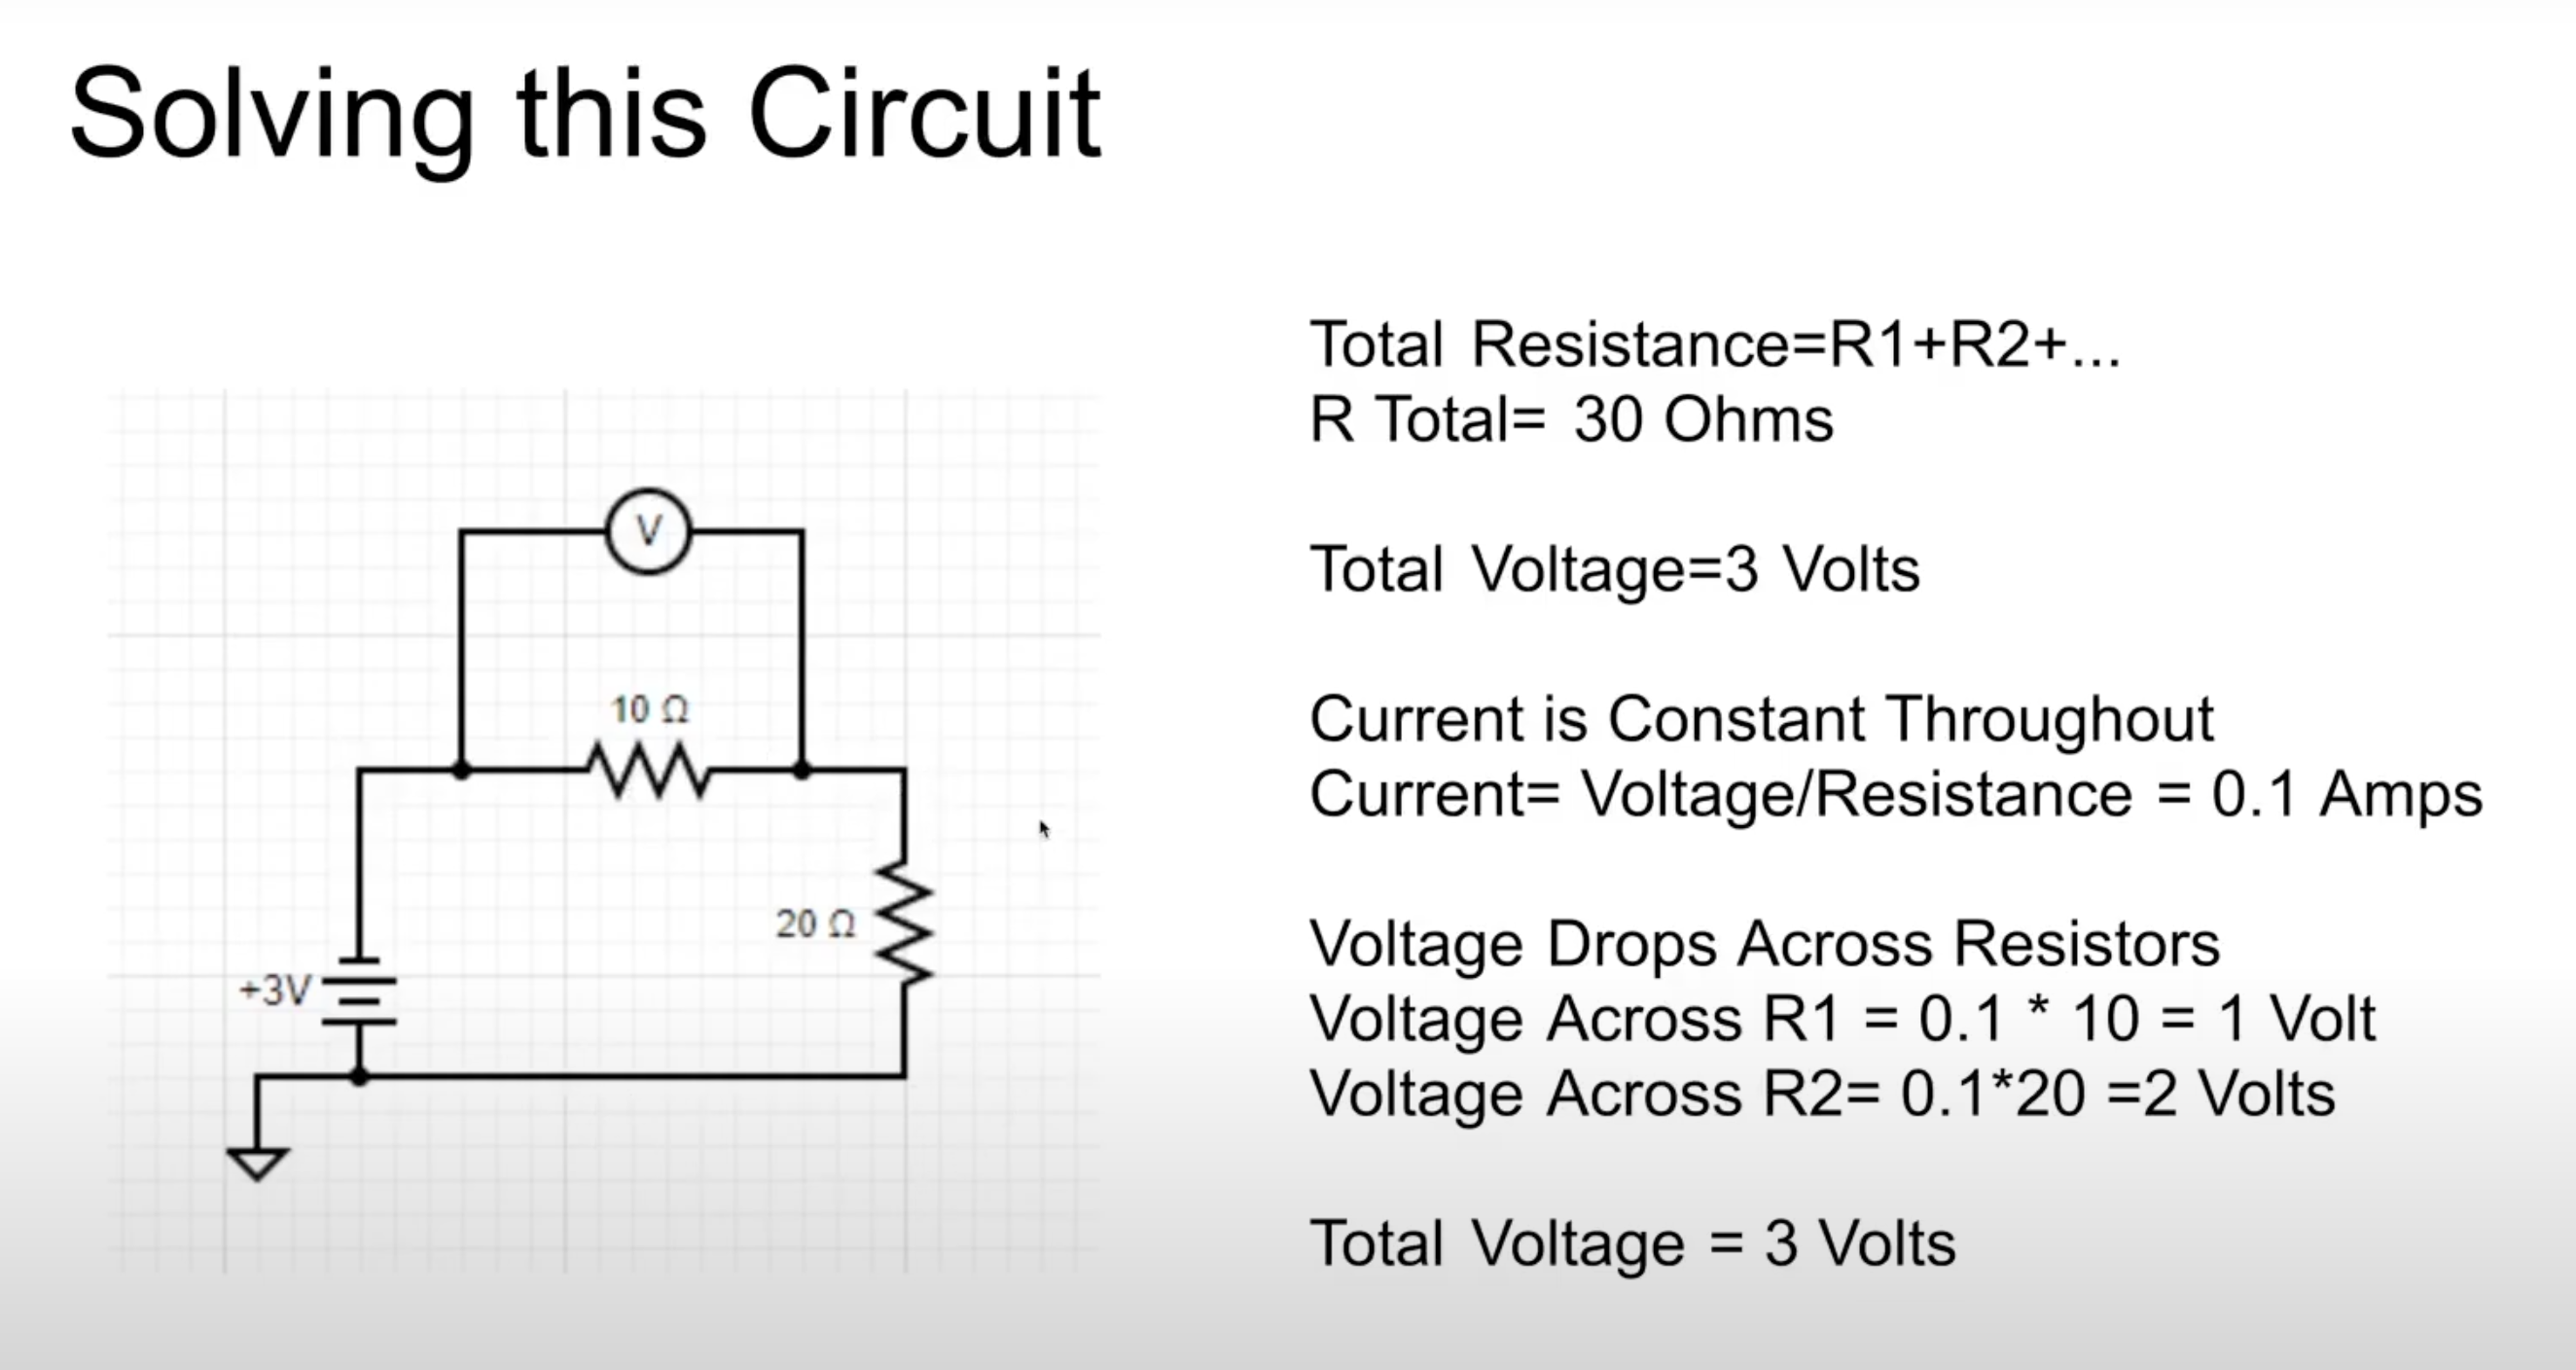 Solving this Circuit
V
10 Ω
20 Ω
+3V
Total Resistance=R1+R2+...
R Total= 30 Ohms
Total Voltage=3 Volts
Current is Constant Throughout
Current= Voltage/Resistance = 0.1 Amps
Voltage Drops Across Resistors
Voltage Across R1 = 0.1 * 10 = 1 Volt
Voltage Across R2= 0.1*20 =2 Volts
Total Voltage = 3 Volts